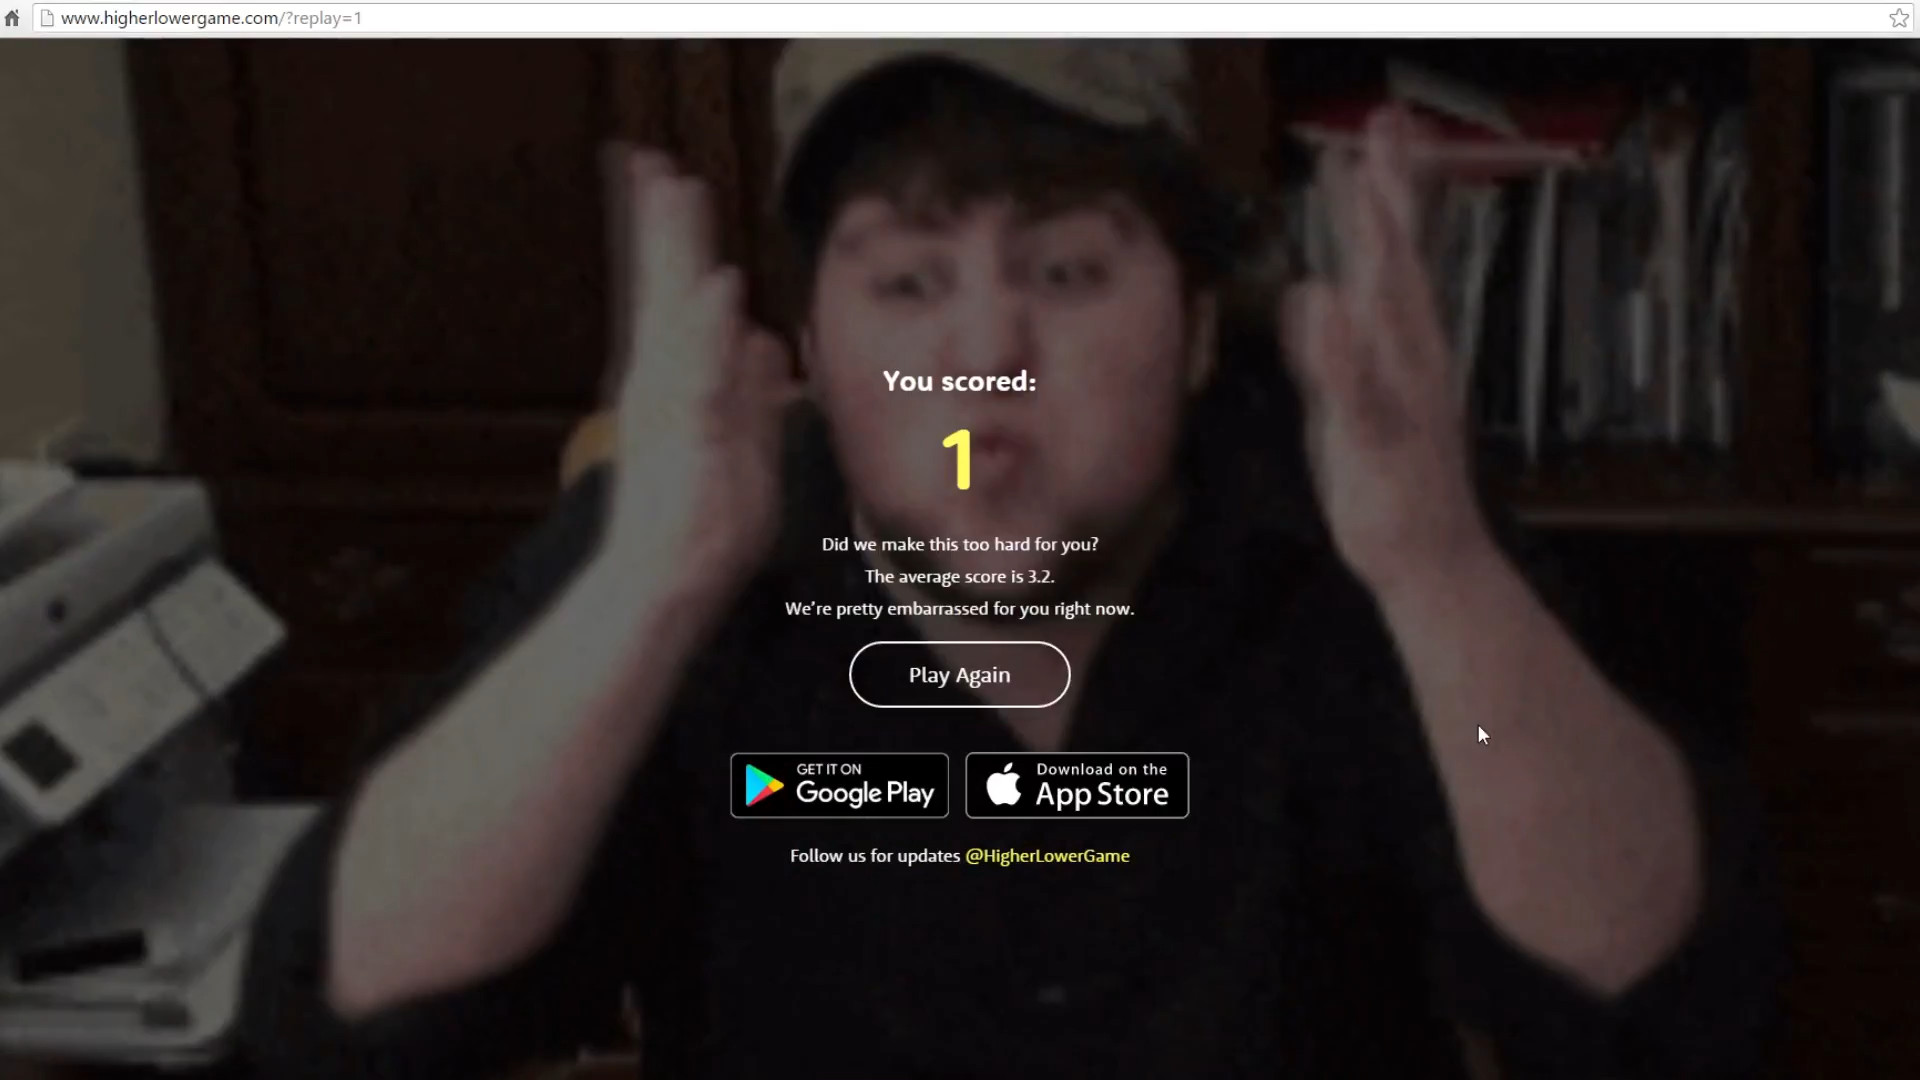 www.higherlowergame.com/?replay=1
You scored:
1
Did we make this too hard for you?
The average score is 3.2.
We're pretty embarrassed for you right now.
Play Again
GET IT ON
Google Play
Download on the
App Store
Follow us for updates @HigherLowerGame